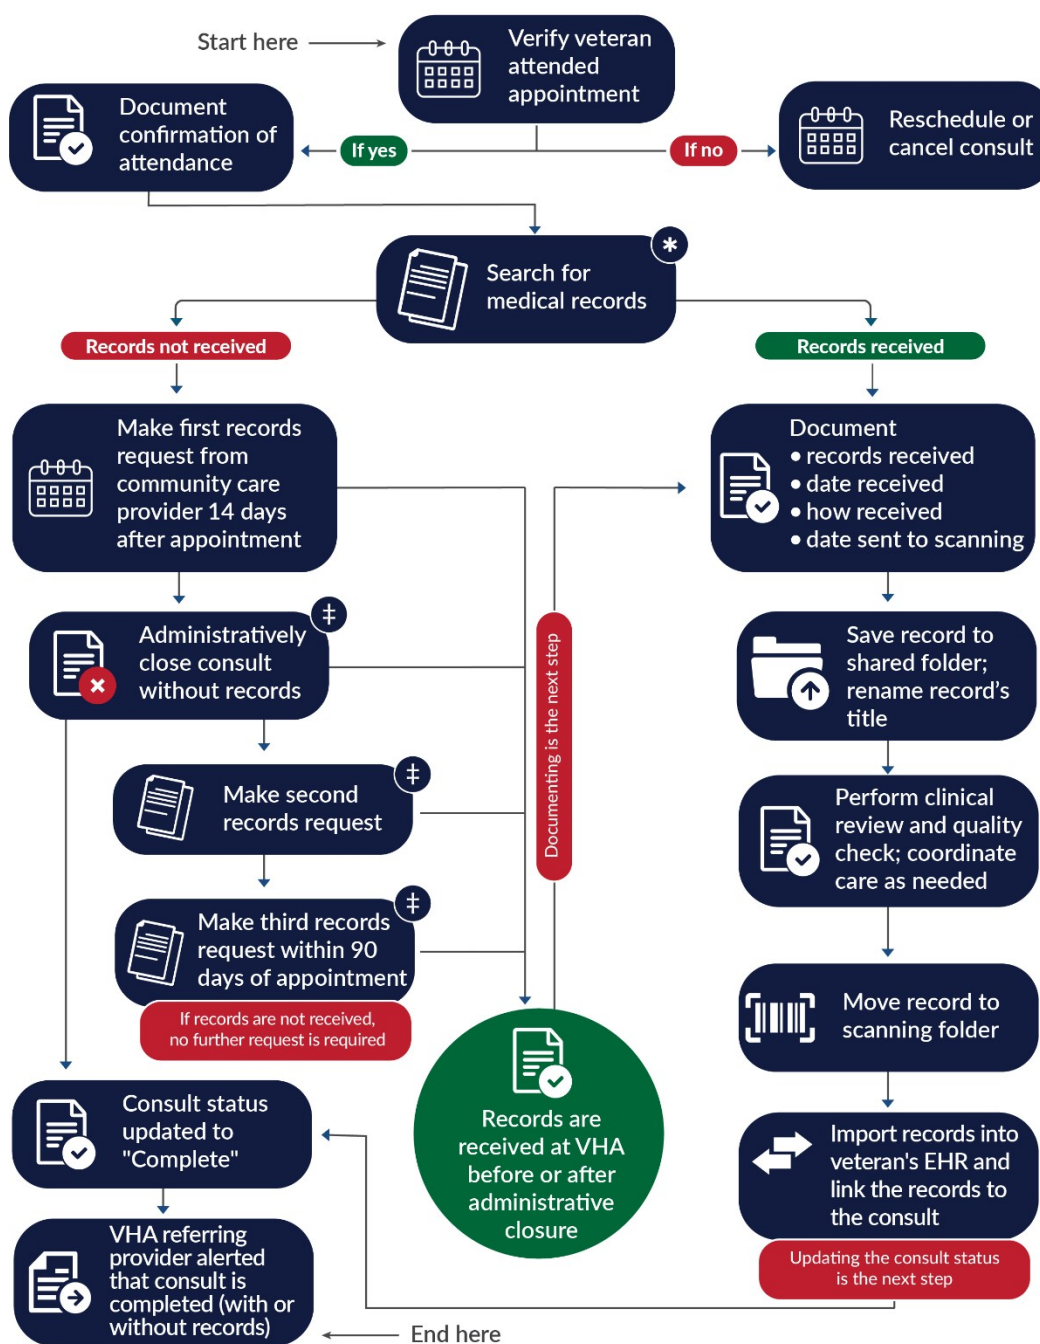 Start here
Verify veteran
attended
appointment
Document
confirmation of
attendance
If yes
If no
Reschedule or
cancel consult
*
Search for
medical records
Records not received
Records received
Make first records
request from
community care
provider 14 days
after appointment
Document
• records received
• date received
• how received
• date sent to scanning
‡
Administratively
close consult
without records
Documenting is the next step
Save record to
shared folder;
rename record's
title
‡
Make second
records request
Perform clinical
review and quality
check; coordinate
care as needed
‡
Make third records
request within 90
days of appointment
If records are not received,
no further request is required
Move record to
scanning folder
Records are
received at VHA
before or after
administrative
closure
Consult status
updated to
"Complete"
Import records into
veteran's EHR and
link the records to
the consult
Updating the consult status
is the next step
VHA referring
provider alerted
that consult is
completed (with or
without records)
End here